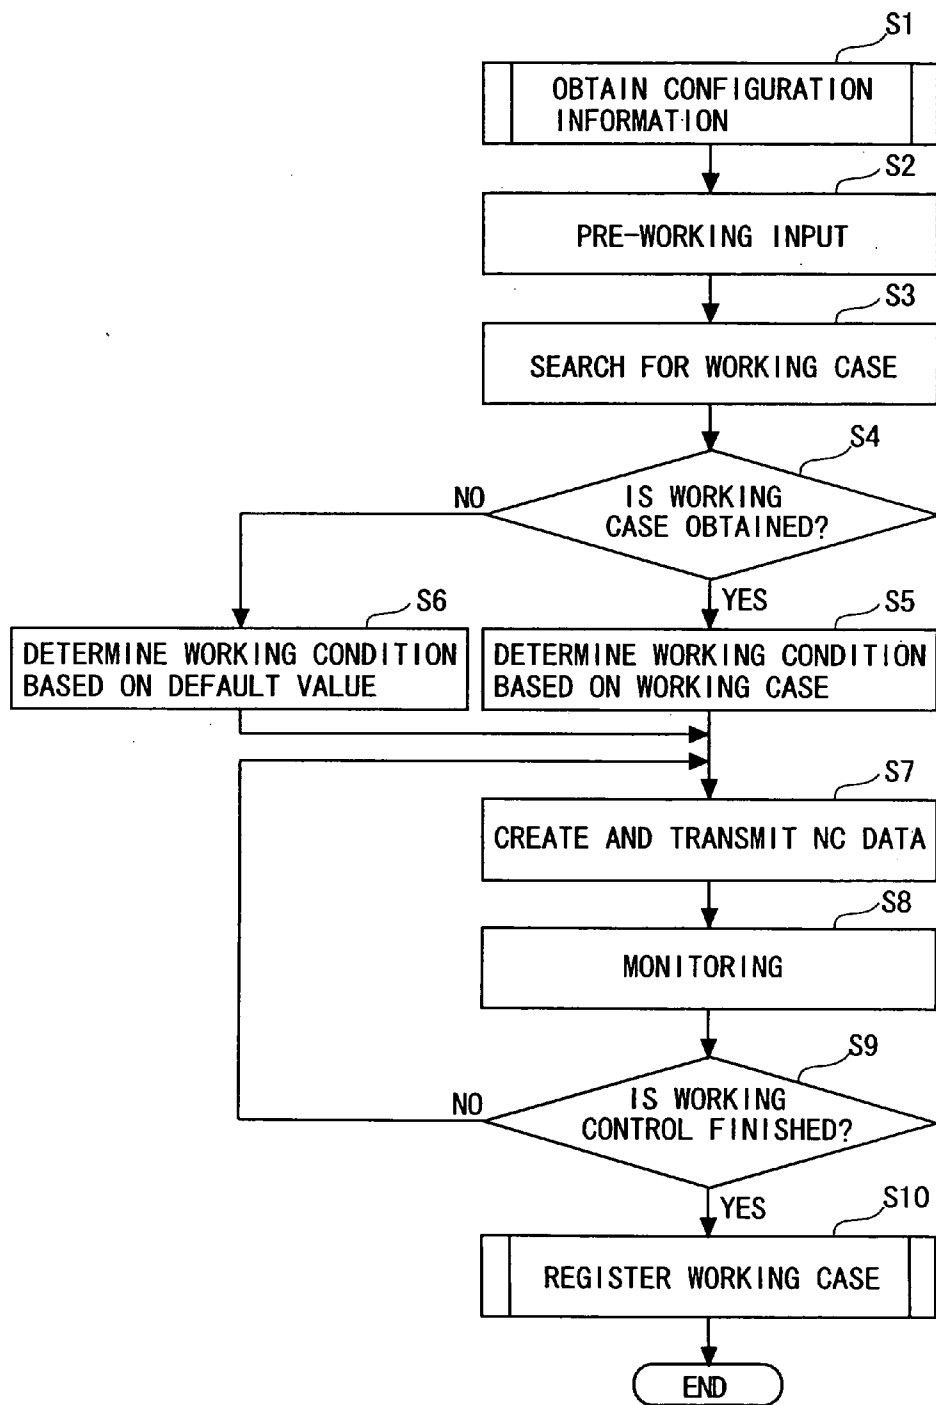 S1
OBTAIN CONFIGURATION
INFORMATION
S2
PRE-WORKING INPUT
S3
SEARCH FOR WORKING CASE
S4
NO
IS WORKING
CASE OBTAINED?
YES
S6
DETERMINE WORKING CONDITION
BASED ON DEFAULT VALUE
S5
DETERMINE WORKING CONDITION
BASED ON WORKING CASE
S7
CREATE AND TRANSMIT NC DATA
S8
MONITORING
S9
NO
IS WORKING
CONTROL FINISHED?
YES
S10
REGISTER WORKING CASE
END